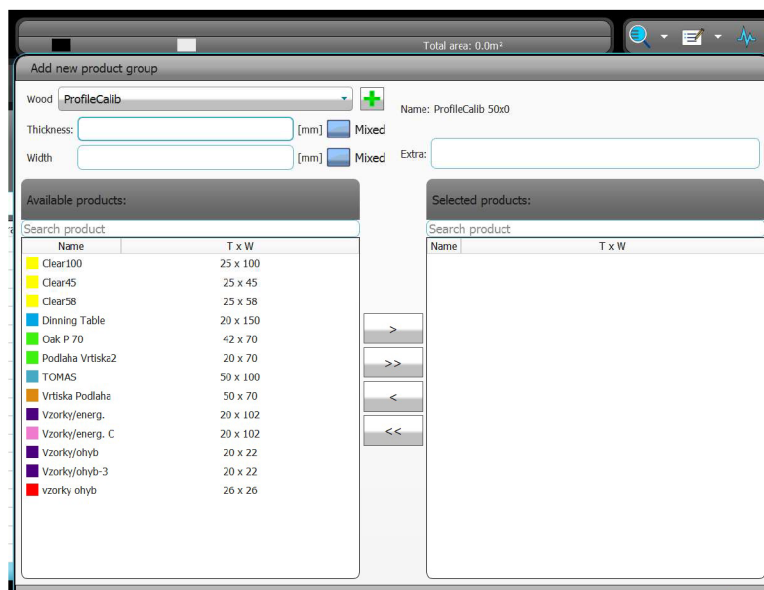 Total area: 0.0m²
Add new product group
Wood ProfileCalib
Name: ProfileCalib 50x0
Thickness: [mm] Mixed
Width [mm] Mixed Extra:
Available products: Selected products:
Search product Search product
Name T x W Name T x W
Clear100 25 x 100
Clear45 25 x 45
Clear58 25 x 58
Dinning Table 20 x 150
Oak P 70 42 x 70
Podlaha Vrtiska2 20 x 70
TOMAS 50 x 100
Vrtiska Podlaha 50 x 70
Vzorky/energ. 20 x 102
Vzorky/energ. C 20 x 102
Vzorky/ohyb 20 x 22
Vzorky/ohyb-3 20 x 22
vzorky ohyb 26 x 26
>
>>
<
<<